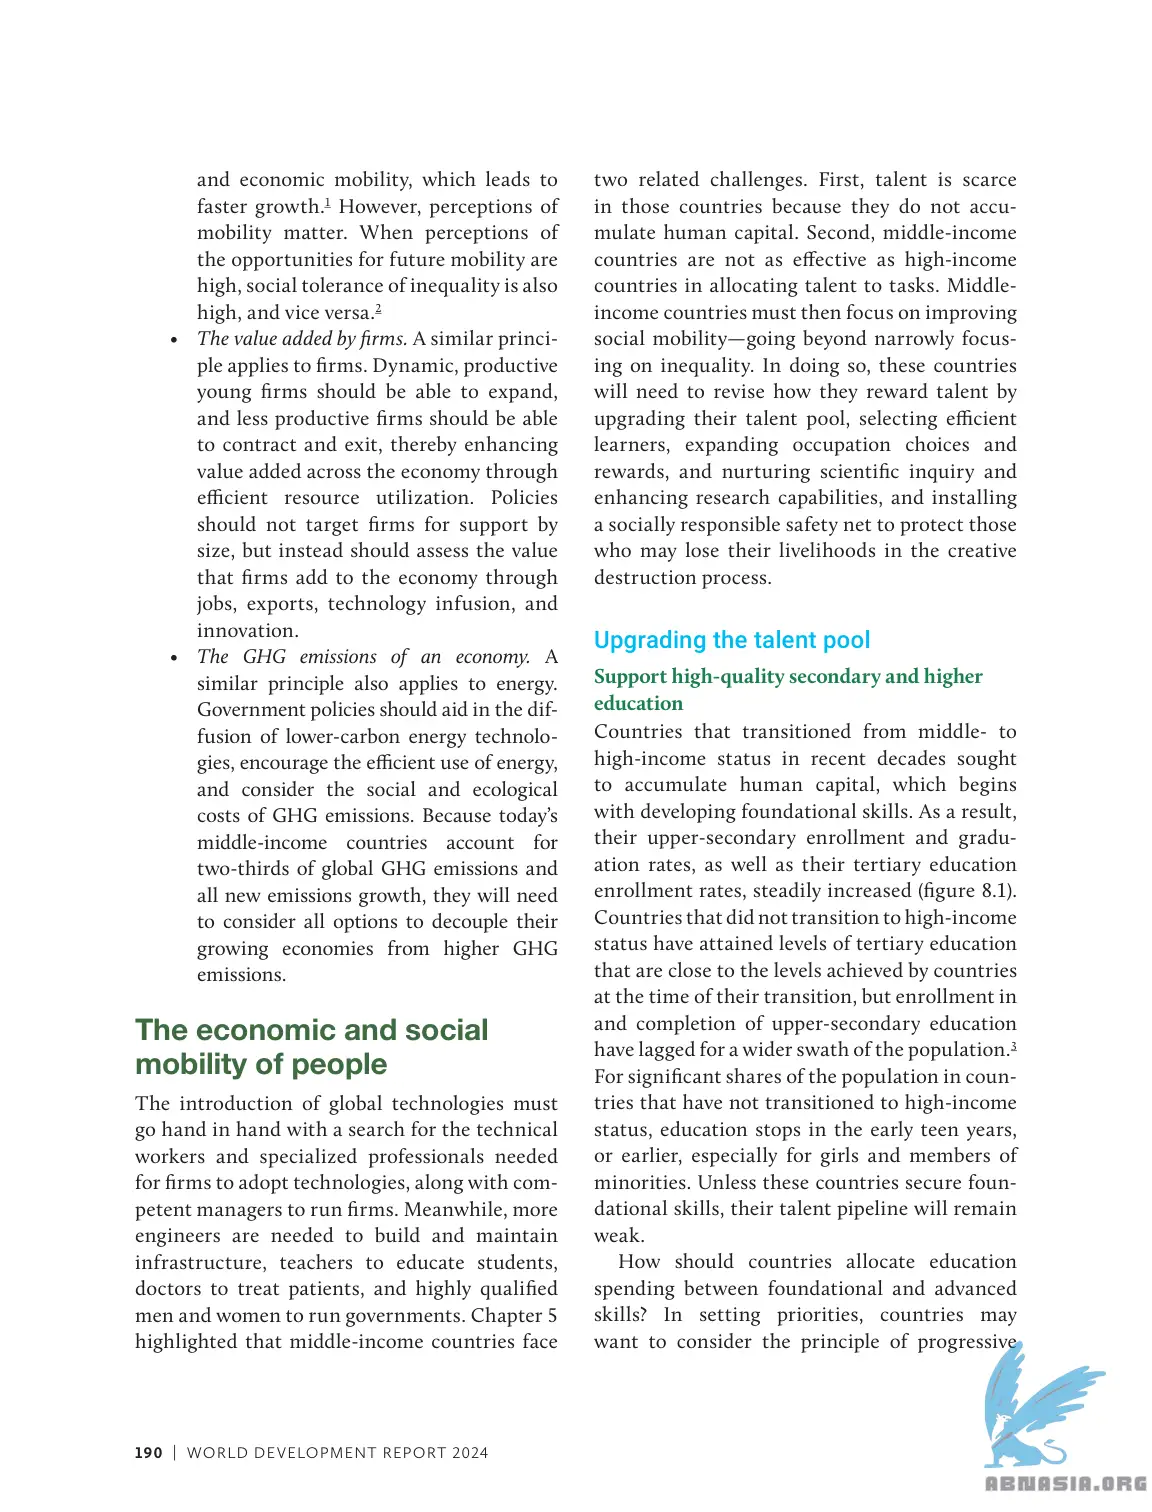 and economic mobility, which leads to
faster growth.1 However, perceptions of
mobility matter. When perceptions of
the opportunities for future mobility are
high, social tolerance of inequality is also
high, and vice versa.2
• The value added by firms. A similar princi-
ple applies to firms. Dynamic, productive
young firms should be able to expand,
and less productive firms should be able
to contract and exit, thereby enhancing
value added across the economy through
efficient resource utilization. Policies
should not target firms for support by
size, but instead should assess the value
that firms add to the economy through
jobs, exports, technology infusion, and
innovation.
• The GHG emissions of an economy. A
similar principle also applies to energy.
Government policies should aid in the dif-
fusion of lower-carbon energy technolo-
gies, encourage the efficient use of energy,
and consider the social and ecological
costs of GHG emissions. Because today's
middle-income countries account for
two-thirds of global GHG emissions and
all new emissions growth, they will need
to consider all options to decouple their
growing economies from higher GHG
emissions.
The economic and social
mobility of people
The introduction of global technologies must
go hand in hand with a search for the technical
workers and specialized professionals needed
for firms to adopt technologies, along with com-
petent managers to run firms. Meanwhile, more
engineers are needed to build and maintain
infrastructure, teachers to educate students,
doctors to treat patients, and highly qualified
men and women to run governments. Chapter 5
highlighted that middle-income countries face
two related challenges. First, talent is scarce
in those countries because they do not accu-
mulate human capital. Second, middle-income
countries are not as effective as high-income
countries in allocating talent to tasks. Middle-
income countries must then focus on improving
social mobility—going beyond narrowly focus-
ing on inequality. In doing so, these countries
will need to revise how they reward talent by
upgrading their talent pool, selecting efficient
learners, expanding occupation choices and
rewards, and nurturing scientific inquiry and
enhancing research capabilities, and installing
a socially responsible safety net to protect those
who may lose their livelihoods in the creative
destruction process.
Upgrading the talent pool
Support high-quality secondary and higher
education
Countries that transitioned from middle- to
high-income status in recent decades sought
to accumulate human capital, which begins
with developing foundational skills. As a result,
their upper-secondary enrollment and gradu-
ation rates, as well as their tertiary education
enrollment rates, steadily increased (figure 8.1).
Countries that did not transition to high-income
status have attained levels of tertiary education
that are close to the levels achieved by countries
at the time of their transition, but enrollment in
and completion of upper-secondary education
have lagged for a wider swath of the population.3
For significant shares of the population in coun-
tries that have not transitioned to high-income
status, education stops in the early teen years,
or earlier, especially for girls and members of
minorities. Unless these countries secure foun-
dational skills, their talent pipeline will remain
weak.
How should countries allocate education
spending between foundational and advanced
skills? In setting priorities, countries may
want to consider the principle of progressive
190 | WORLD DEVELOPMENT REPORT 2024
ABNASIA.ORG